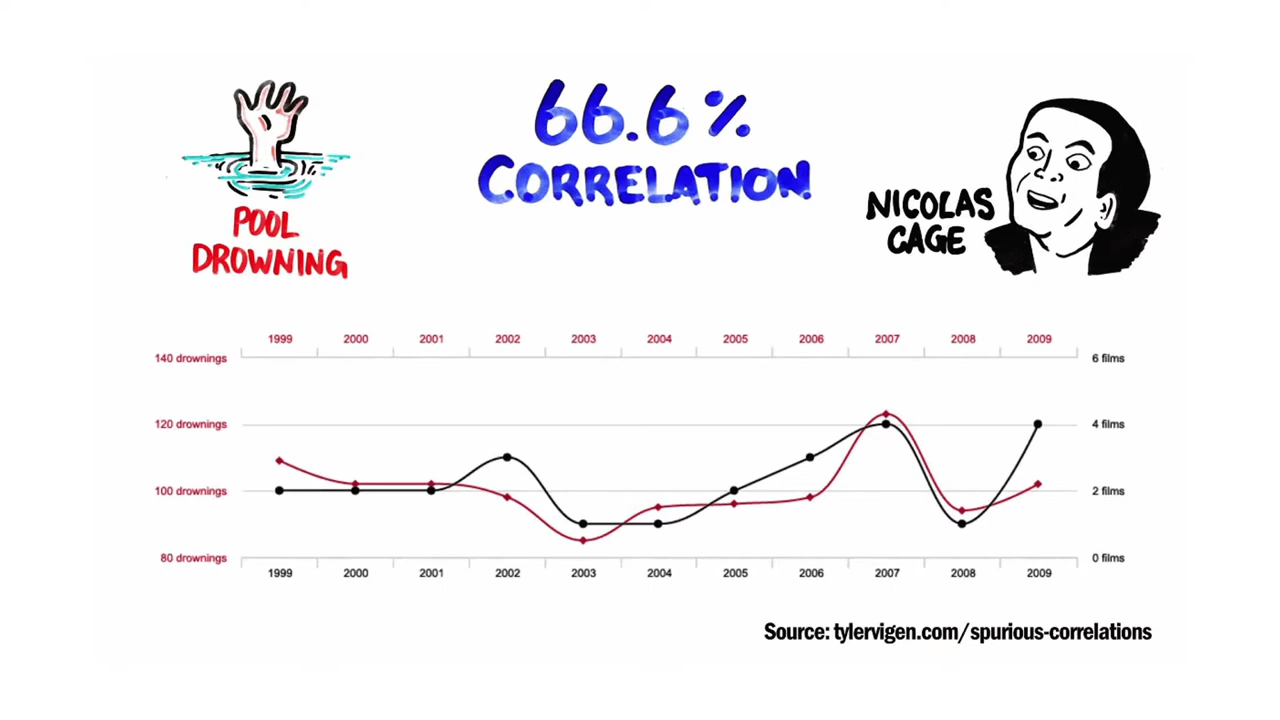 66.6%
CORRELATION
POOL
DROWNING
NICOLAS
CAGE
1999 2000 2001 2002 2003 2004 2005 2006 2007 2008 2009
140 drownings 6 films
120 drownings 4 films
100 drownings 2 films
80 drownings 0 films
1999 2000 2001 2002 2003 2004 2005 2006 2007 2008 2009
Source: tylervigen.com/spurious-correlations